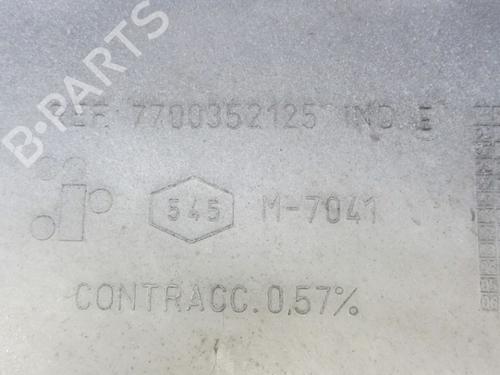 B-PARTS
REF. 7700352125 IND E
545 M-7041
CONTRACC. 0,57%